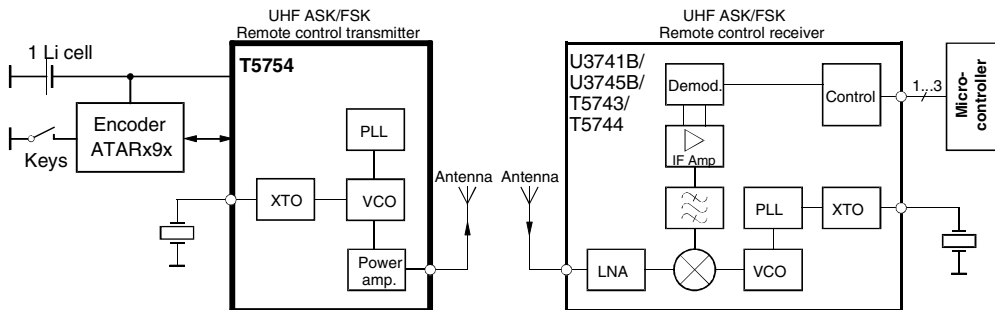 UHF ASK/FSK
Remote control transmitter
1 Li cell
T5754
Encoder
ATARx9x
Keys
PLL
XTO
VCO
Power
amp.
Antenna
Antenna
UHF ASK/FSK
Remote control receiver
U3741B/
U3745B/
T5743/
T5744
Demod.
IF Amp
Control
1...3
Micro-
controller
PLL
XTO
LNA
VCO